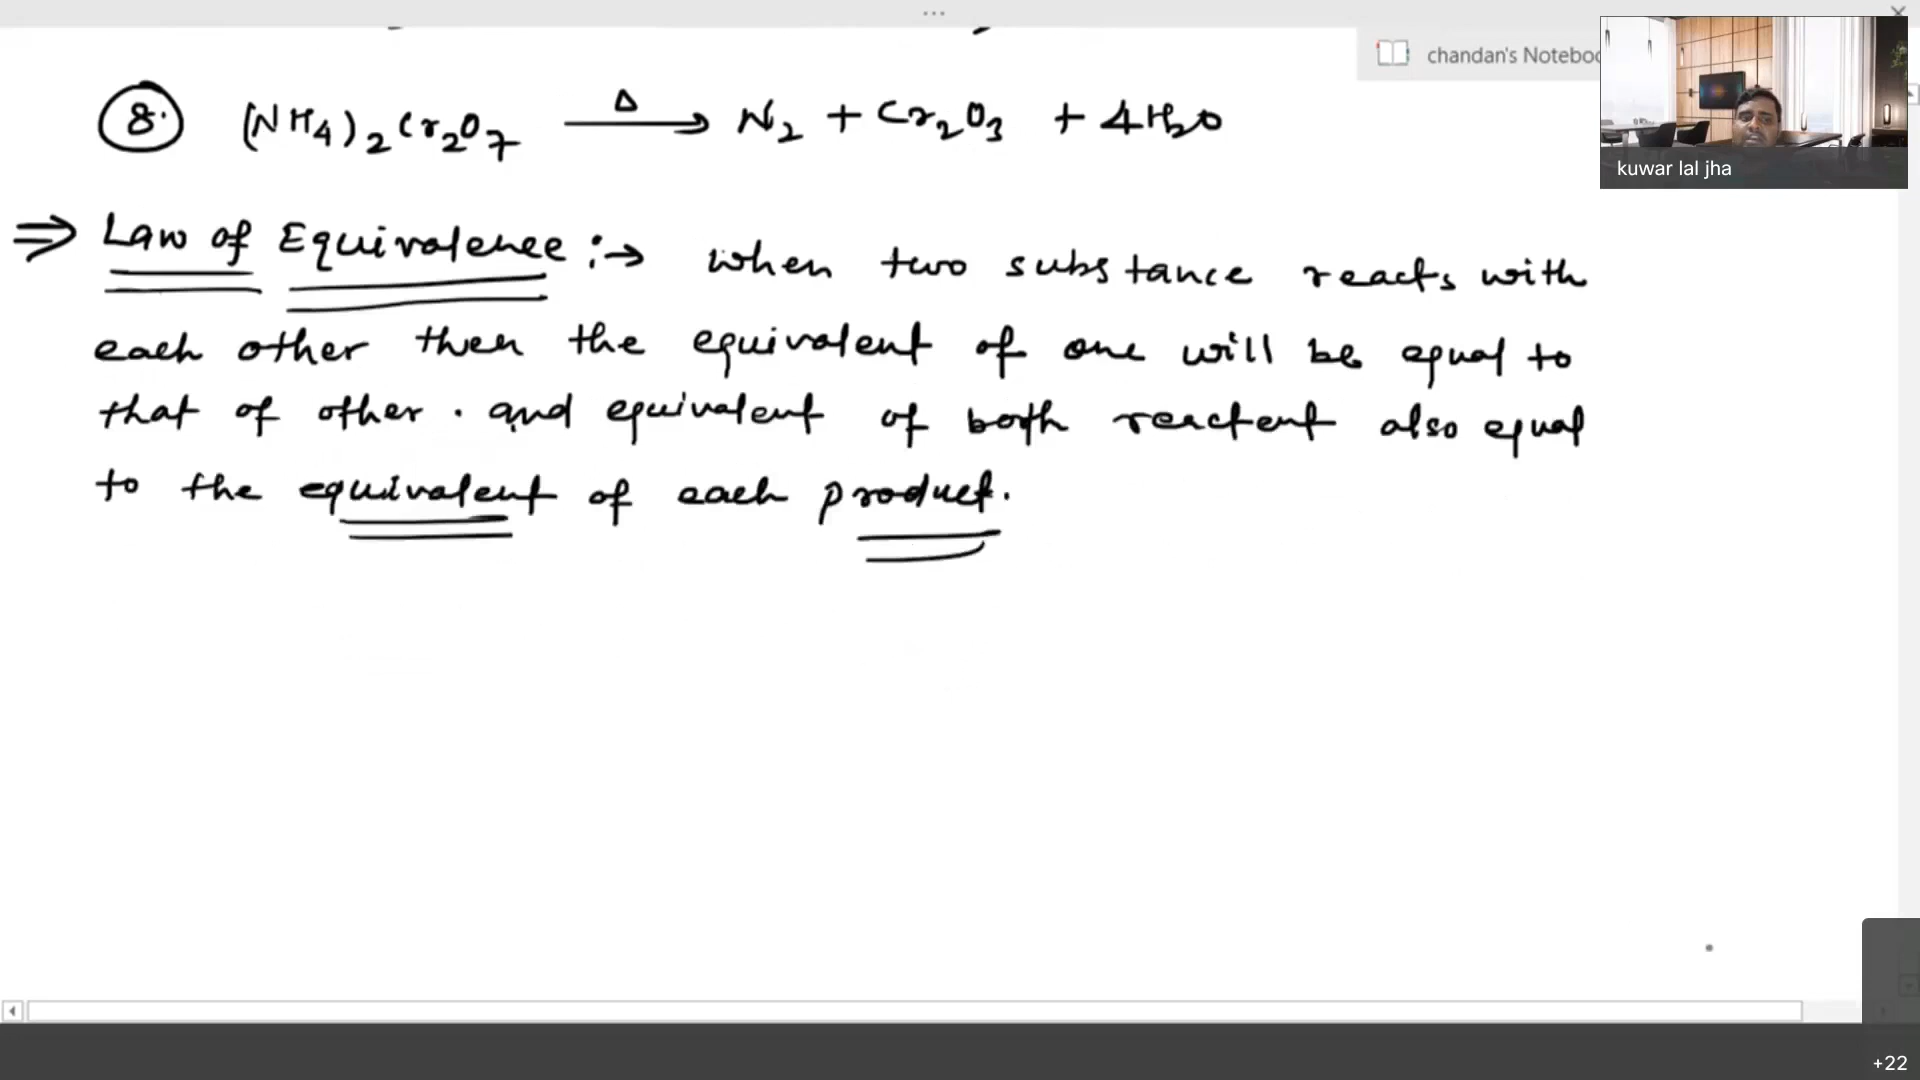 chandan's Noteboo
kuwar lal jha
8. (NH4)2Cr2O7 Δ→ N2 + Cr2O3 + 4H2O
⇒ Law of Equivalence :→ when two substance reacts with
each other then the equivalent of one will be equal to
that of other. and equivalent of both reactent also equal
to the equivalent of each product.
+22